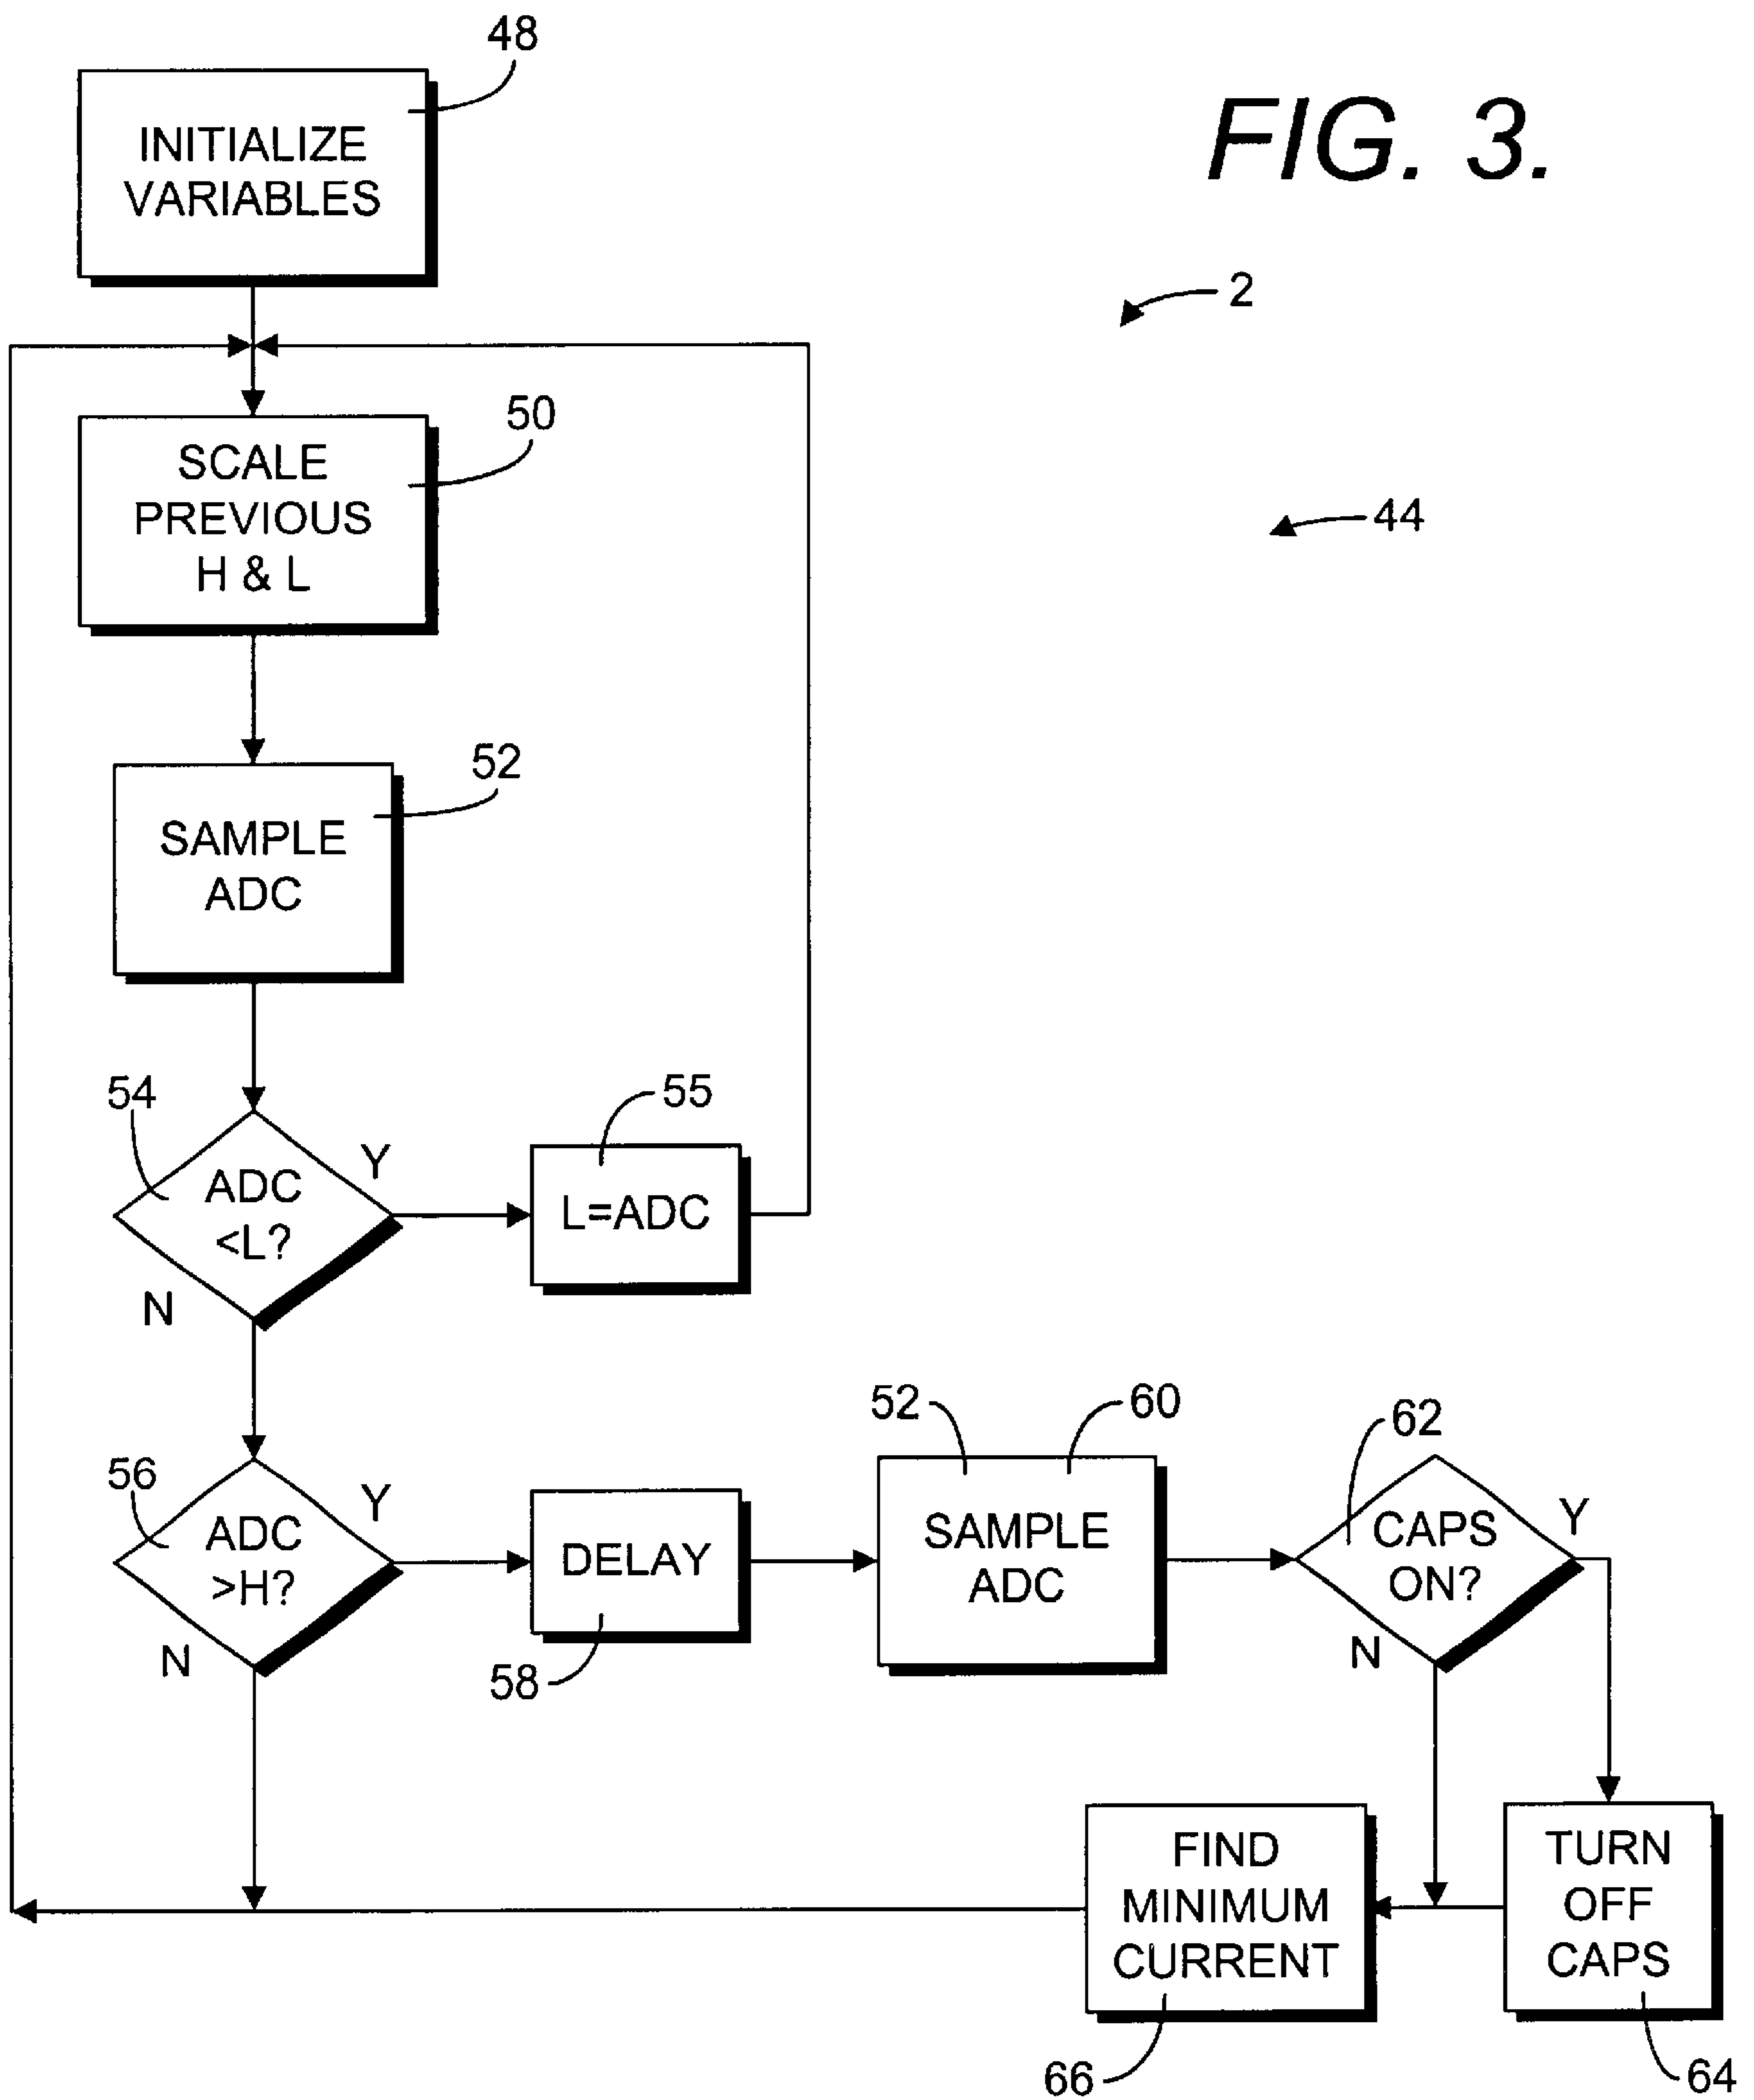 48
FIG. 3.
INITIALIZE
VARIABLES
2
50
SCALE
PREVIOUS
H & L
44
52
SAMPLE
ADC
54
55
Y
ADC
<L?
L=ADC
N
52
60
62
56
Y
ADC
>H?
DELAY
SAMPLE
ADC
CAPS
ON?
Y
N
58
N
FIND
MINIMUM
CURRENT
TURN
OFF
CAPS
66
64